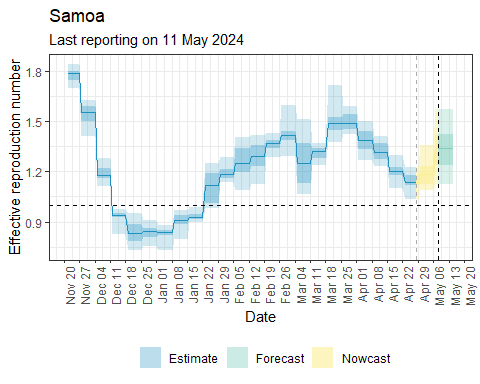 Samoa
Last reporting on 11 May 2024
Effective reproduction number
1.8
1.5
1.2
0.9
Nov 20
Nov 27
Dec 04
Dec 11
Dec 18
Dec 25
Jan 01
Jan 08
Jan 15
Jan 22
Jan 29
Feb 05
Feb 12
Feb 19
Feb 26
Mar 04
Mar 11
Mar 18
Mar 25
Apr 01
Apr 08
Apr 15
Apr 22
Apr 29
May 06
May 13
May 20
Date
Estimate
Forecast
Nowcast